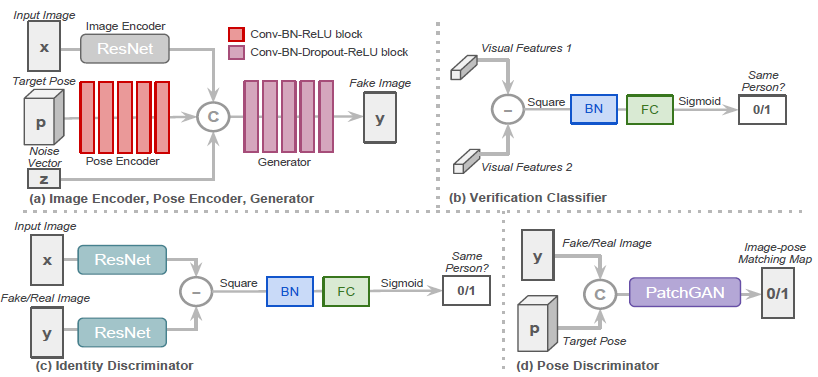 Input Image
x
Image Encoder
ResNet
Conv-BN-ReLU block
Conv-BN-Dropout-ReLU block
Target Pose
p
Pose Encoder
Noise
Vector
z
C
Generator
Fake Image
y
(a) Image Encoder, Pose Encoder, Generator
Visual Features 1
Visual Features 2
–
Square
BN
FC
Sigmoid
Same
Person?
0/1
(b) Verification Classifier
Input Image
x
ResNet
Fake/Real Image
y
ResNet
–
Square
BN
FC
Sigmoid
Same
Person?
0/1
(c) Identity Discriminator
y
Fake/Real Image
p
Target Pose
C
PatchGAN
Image-pose
Matching Map
0/1
(d) Pose Discriminator